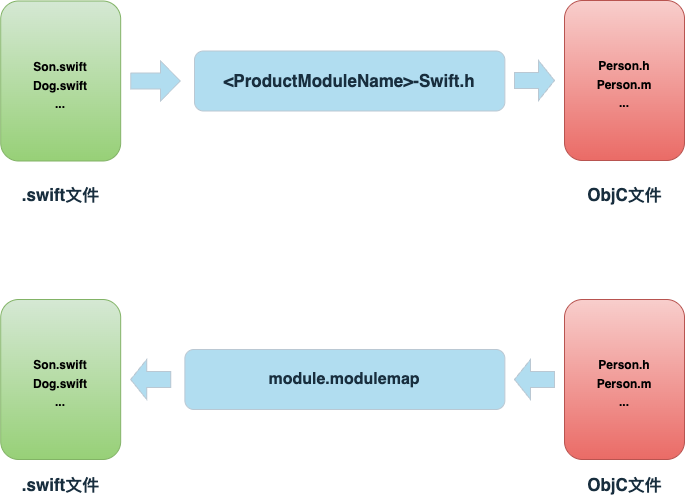 Son.swift
Dog.swift
...
<ProductModuleName>-Swift.h
Person.h
Person.m
...
.swift文件
ObjC文件
Son.swift
Dog.swift
...
module.modulemap
Person.h
Person.m
...
.swift文件
ObjC文件